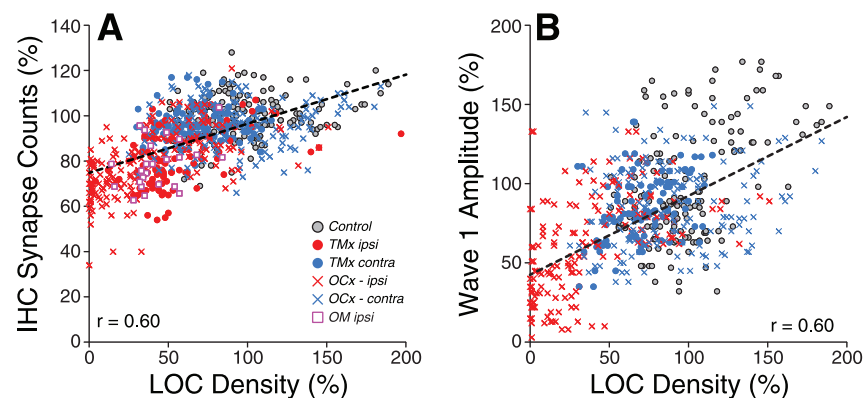 A
IHC Synapse Counts (%)
140
120
100
80
60
40
20
0
Control
TMx ipsi
TMx contra
OCx - ipsi
OCx - contra
OM ipsi
r = 0.60
0 50 100 150 200
LOC Density (%)
B
Wave 1 Amplitude (%)
200
150
100
50
0
r = 0.60
0 50 100 150 200
LOC Density (%)